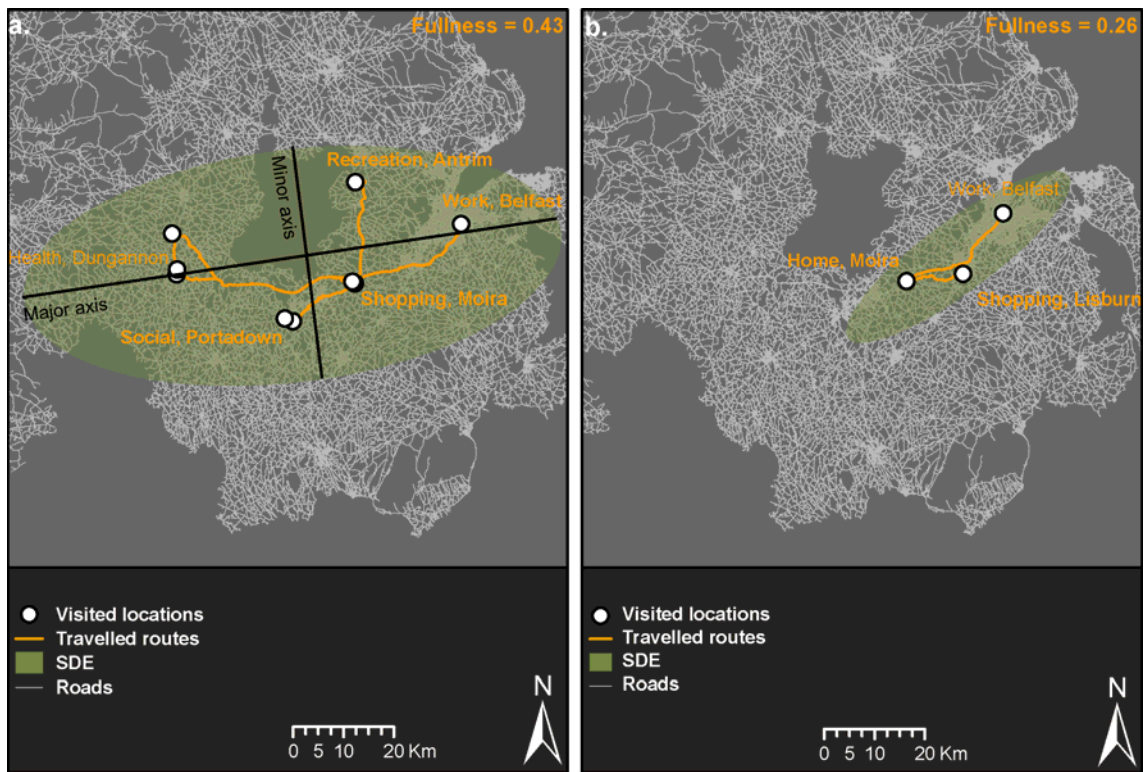 a.
Fullness = 0.43
Minor axis
Recreation, Antrim
Work, Belfast
Health, Dungannon
Major axis
Shopping, Moira
Social, Portadown
Visited locations
Travelled routes
SDE
Roads
N
0 5 10 20 Km
b.
Fullness = 0.26
Work, Belfast
Home, Moira
Shopping, Lisburn
Visited locations
Travelled routes
SDE
Roads
N
0 5 10 20 Km